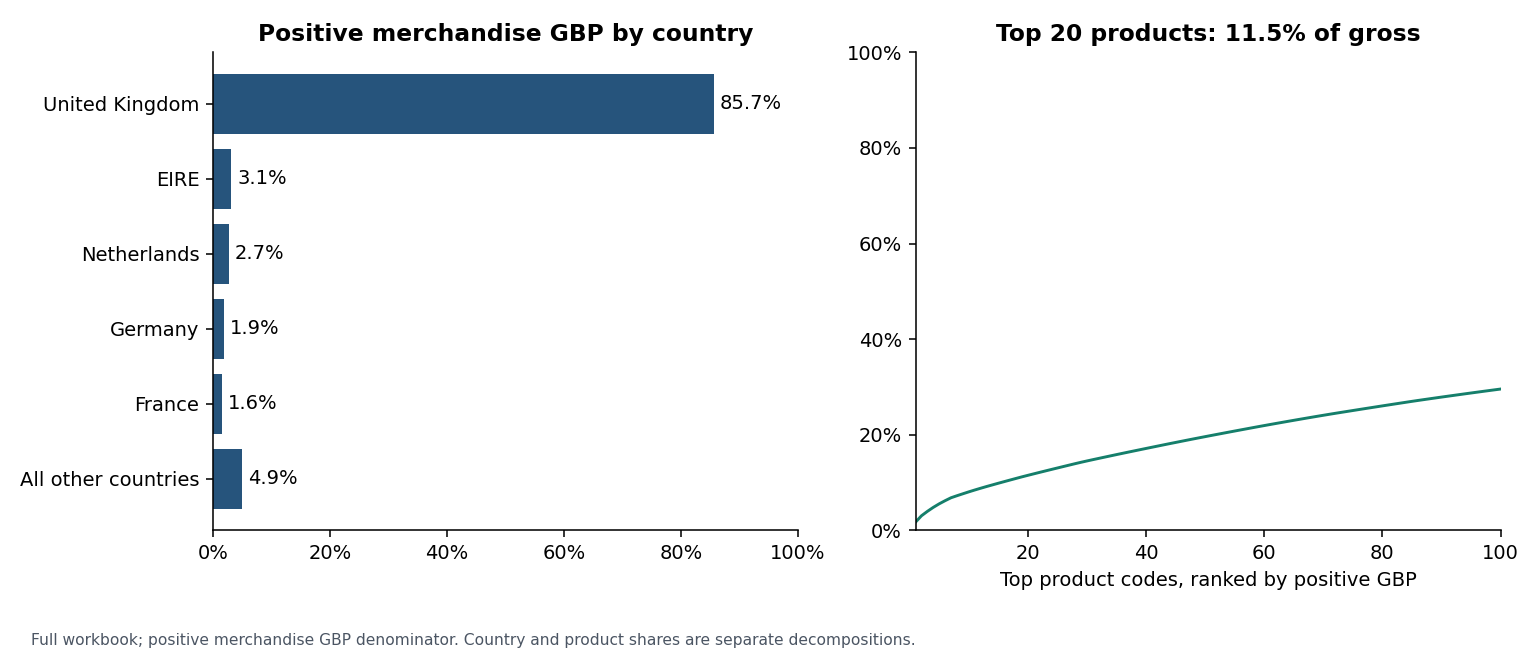 Positive merchandise GBP by country
United Kingdom
85.7%
EIRE
3.1%
Netherlands
2.7%
Germany
1.9%
France
1.6%
All other countries
4.9%
0%
20%
40%
60%
80%
100%
Top 20 products: 11.5% of gross
100%
80%
60%
40%
20%
0%
20
40
60
80
100
Top product codes, ranked by positive GBP
Full workbook; positive merchandise GBP denominator. Country and product shares are separate decompositions.